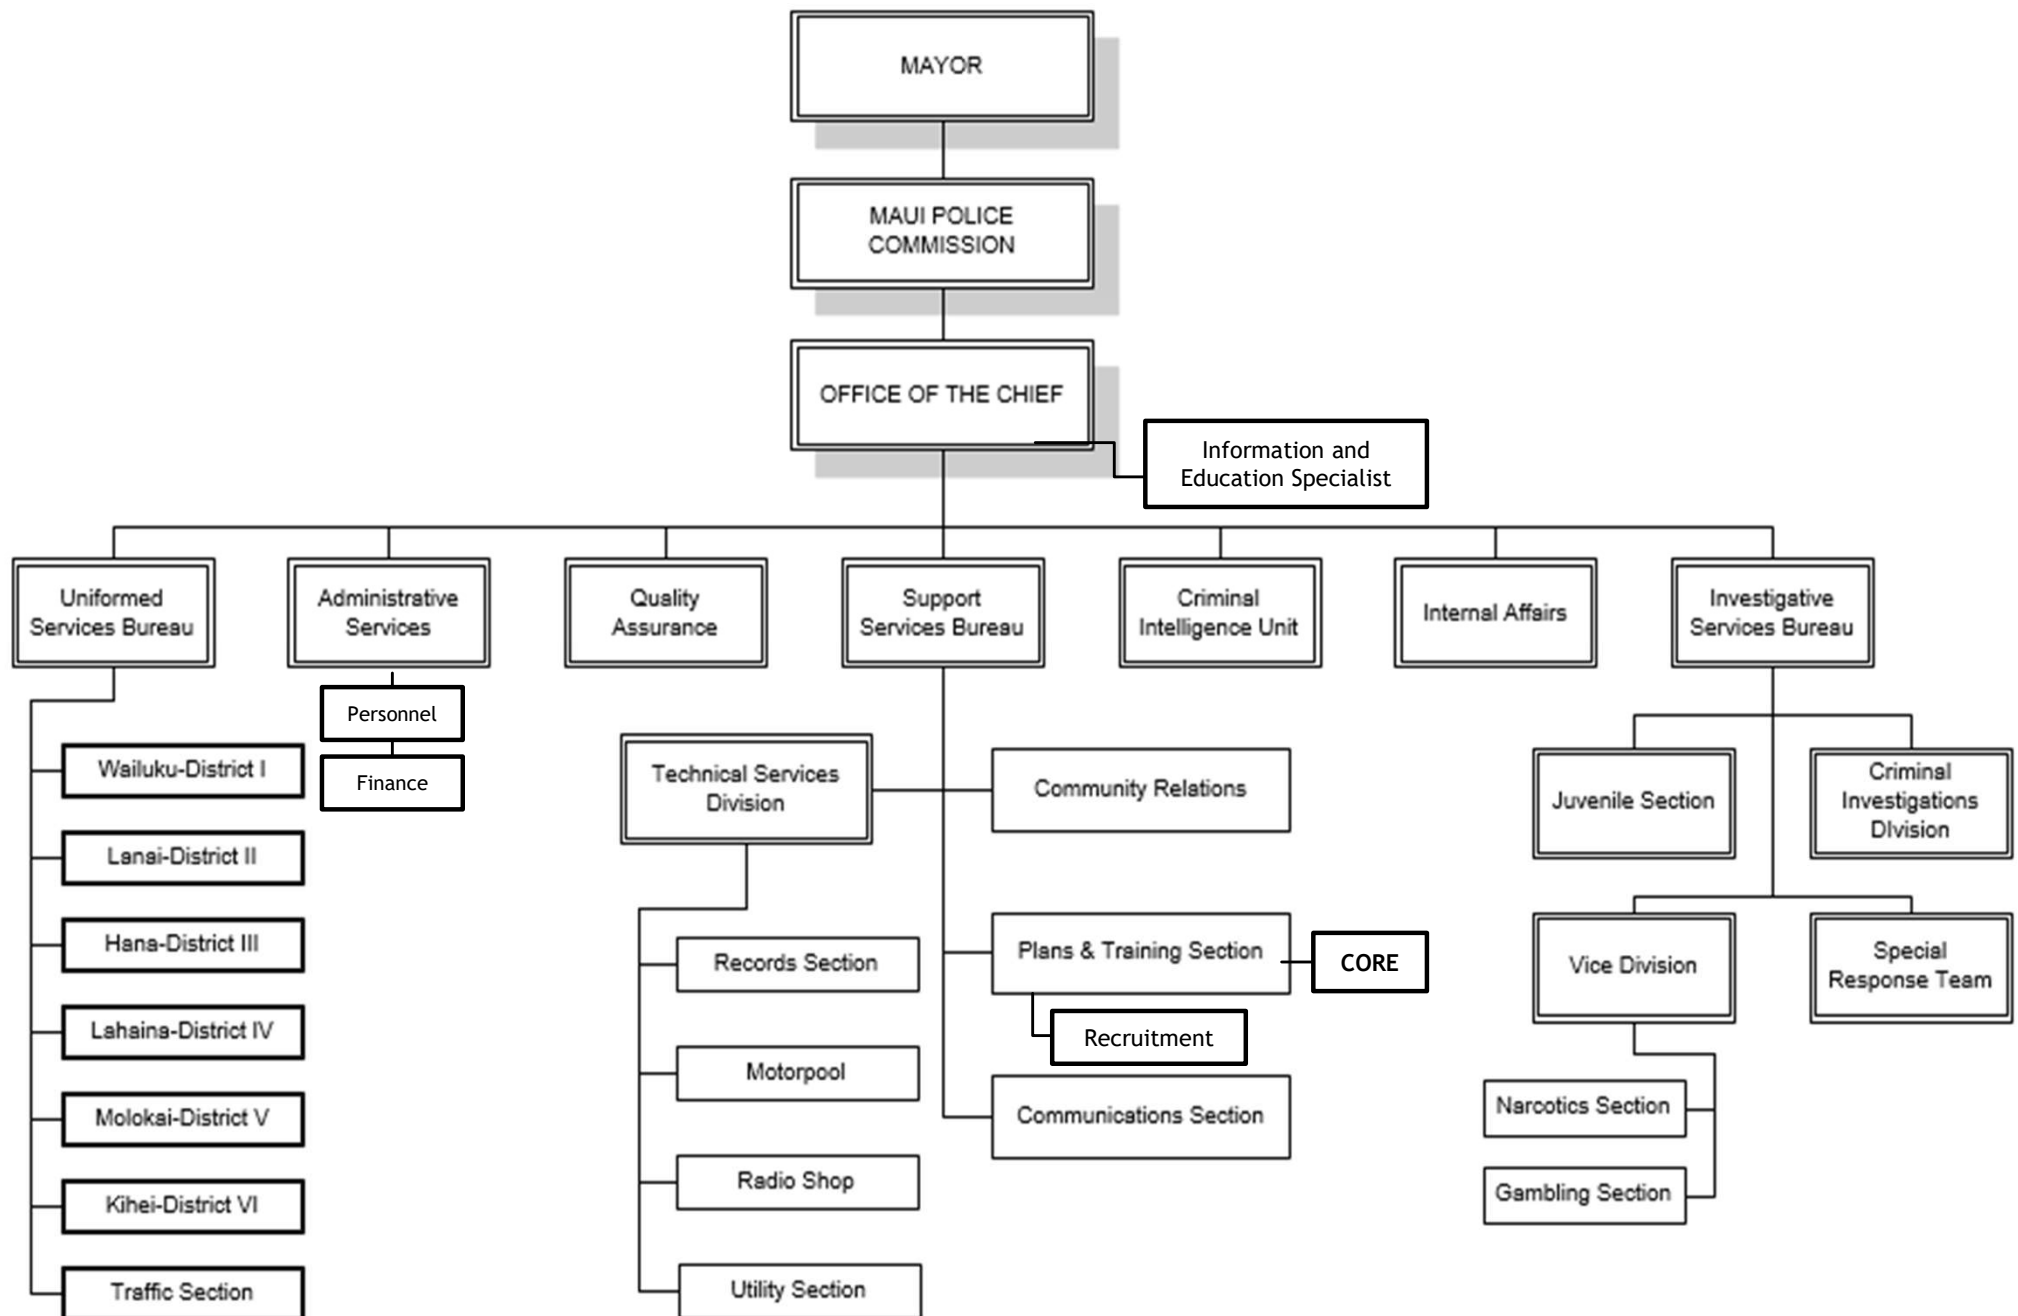 MAYOR
MAUI POLICE
COMMISSION
OFFICE OF THE CHIEF
Information and
Education Specialist
Uniformed
Services Bureau
Administrative
Services
Quality
Assurance
Support
Services Bureau
Criminal
Intelligence Unit
Internal Affairs
Investigative
Services Bureau
Personnel
Finance
Wailuku-District I
Lanai-District II
Hana-District III
Lahaina-District IV
Molokai-District V
Kihei-District VI
Traffic Section
Technical Services
Division
Records Section
Motorpool
Radio Shop
Utility Section
Community Relations
Plans & Training Section
CORE
Recruitment
Communications Section
Juvenile Section
Criminal
Investigations
DIvision
Vice Division
Special
Response Team
Narcotics Section
Gambling Section